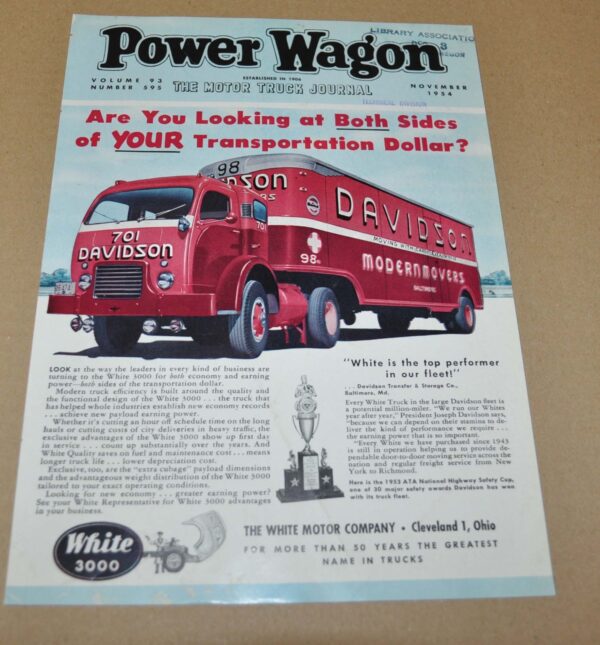 LIBRARY ASSOCIATIO
Power Wagon
ESTABLISHED IN 1906
VOLUME 93
NUMBER 595
THE MOTOR TRUCK JOURNAL
NOVEMBER
1954
TECHNICAL DIVISION
Are You Looking at Both Sides
of YOUR Transportation Dollar?
98
DSON
701
DAVIDSON
701
DAVIDSON
MOVING WITH
98
MODERN MOVERS
BALTIMORE
LOOK at the way the leaders in every kind of business are
turning to the White 3000 for both economy and earning
power—both sides of the transportation dollar.
Modern truck efficiency is built around the quality and
the functional design of the White 3000 . . . the truck that
has helped whole industries establish new economy records
. . . achieve new payload earning power.
Whether it's cutting an hour off schedule time on the long
hauls or cutting costs of city deliveries in heavy traffic, the
exclusive advantages of the White 3000 show up first day
in service . . . count up substantially over the years. And
White Quality saves on fuel and maintenance cost . . . means
longer truck life . . . lower depreciation cost.
Exclusive, too, are the "extra cubage" payload dimensions
and the advantageous weight distribution of the White 3000
tailored to your exact operating conditions.
Looking for new economy . . . greater earning power?
See your White Representative for White 3000 advantages
in your business.
"White is the top performer
in our fleet!"
. . . Davidson Transfer & Storage Co.,
Baltimore, Md.
Every White Truck in the large Davidson fleet is
a potential million-miler. "We run our Whites
year after year," President Joseph Davidson says,
"because we can depend on their stamina to de-
liver the kind of performance we require . . .
the earning power that is so important.
"Every White we have purchased since 1943
is still in operation helping us to provide de-
pendable door-to-door moving service across the
nation and regular freight service from New
York to Richmond.
Here is the 1953 ATA National Highway Safety Cup,
one of 30 major safety awards Davidson has won
with its truck fleet.
White
3000
THE WHITE MOTOR COMPANY • Cleveland 1, Ohio
FOR MORE THAN 50 YEARS THE GREATEST
NAME IN TRUCKS